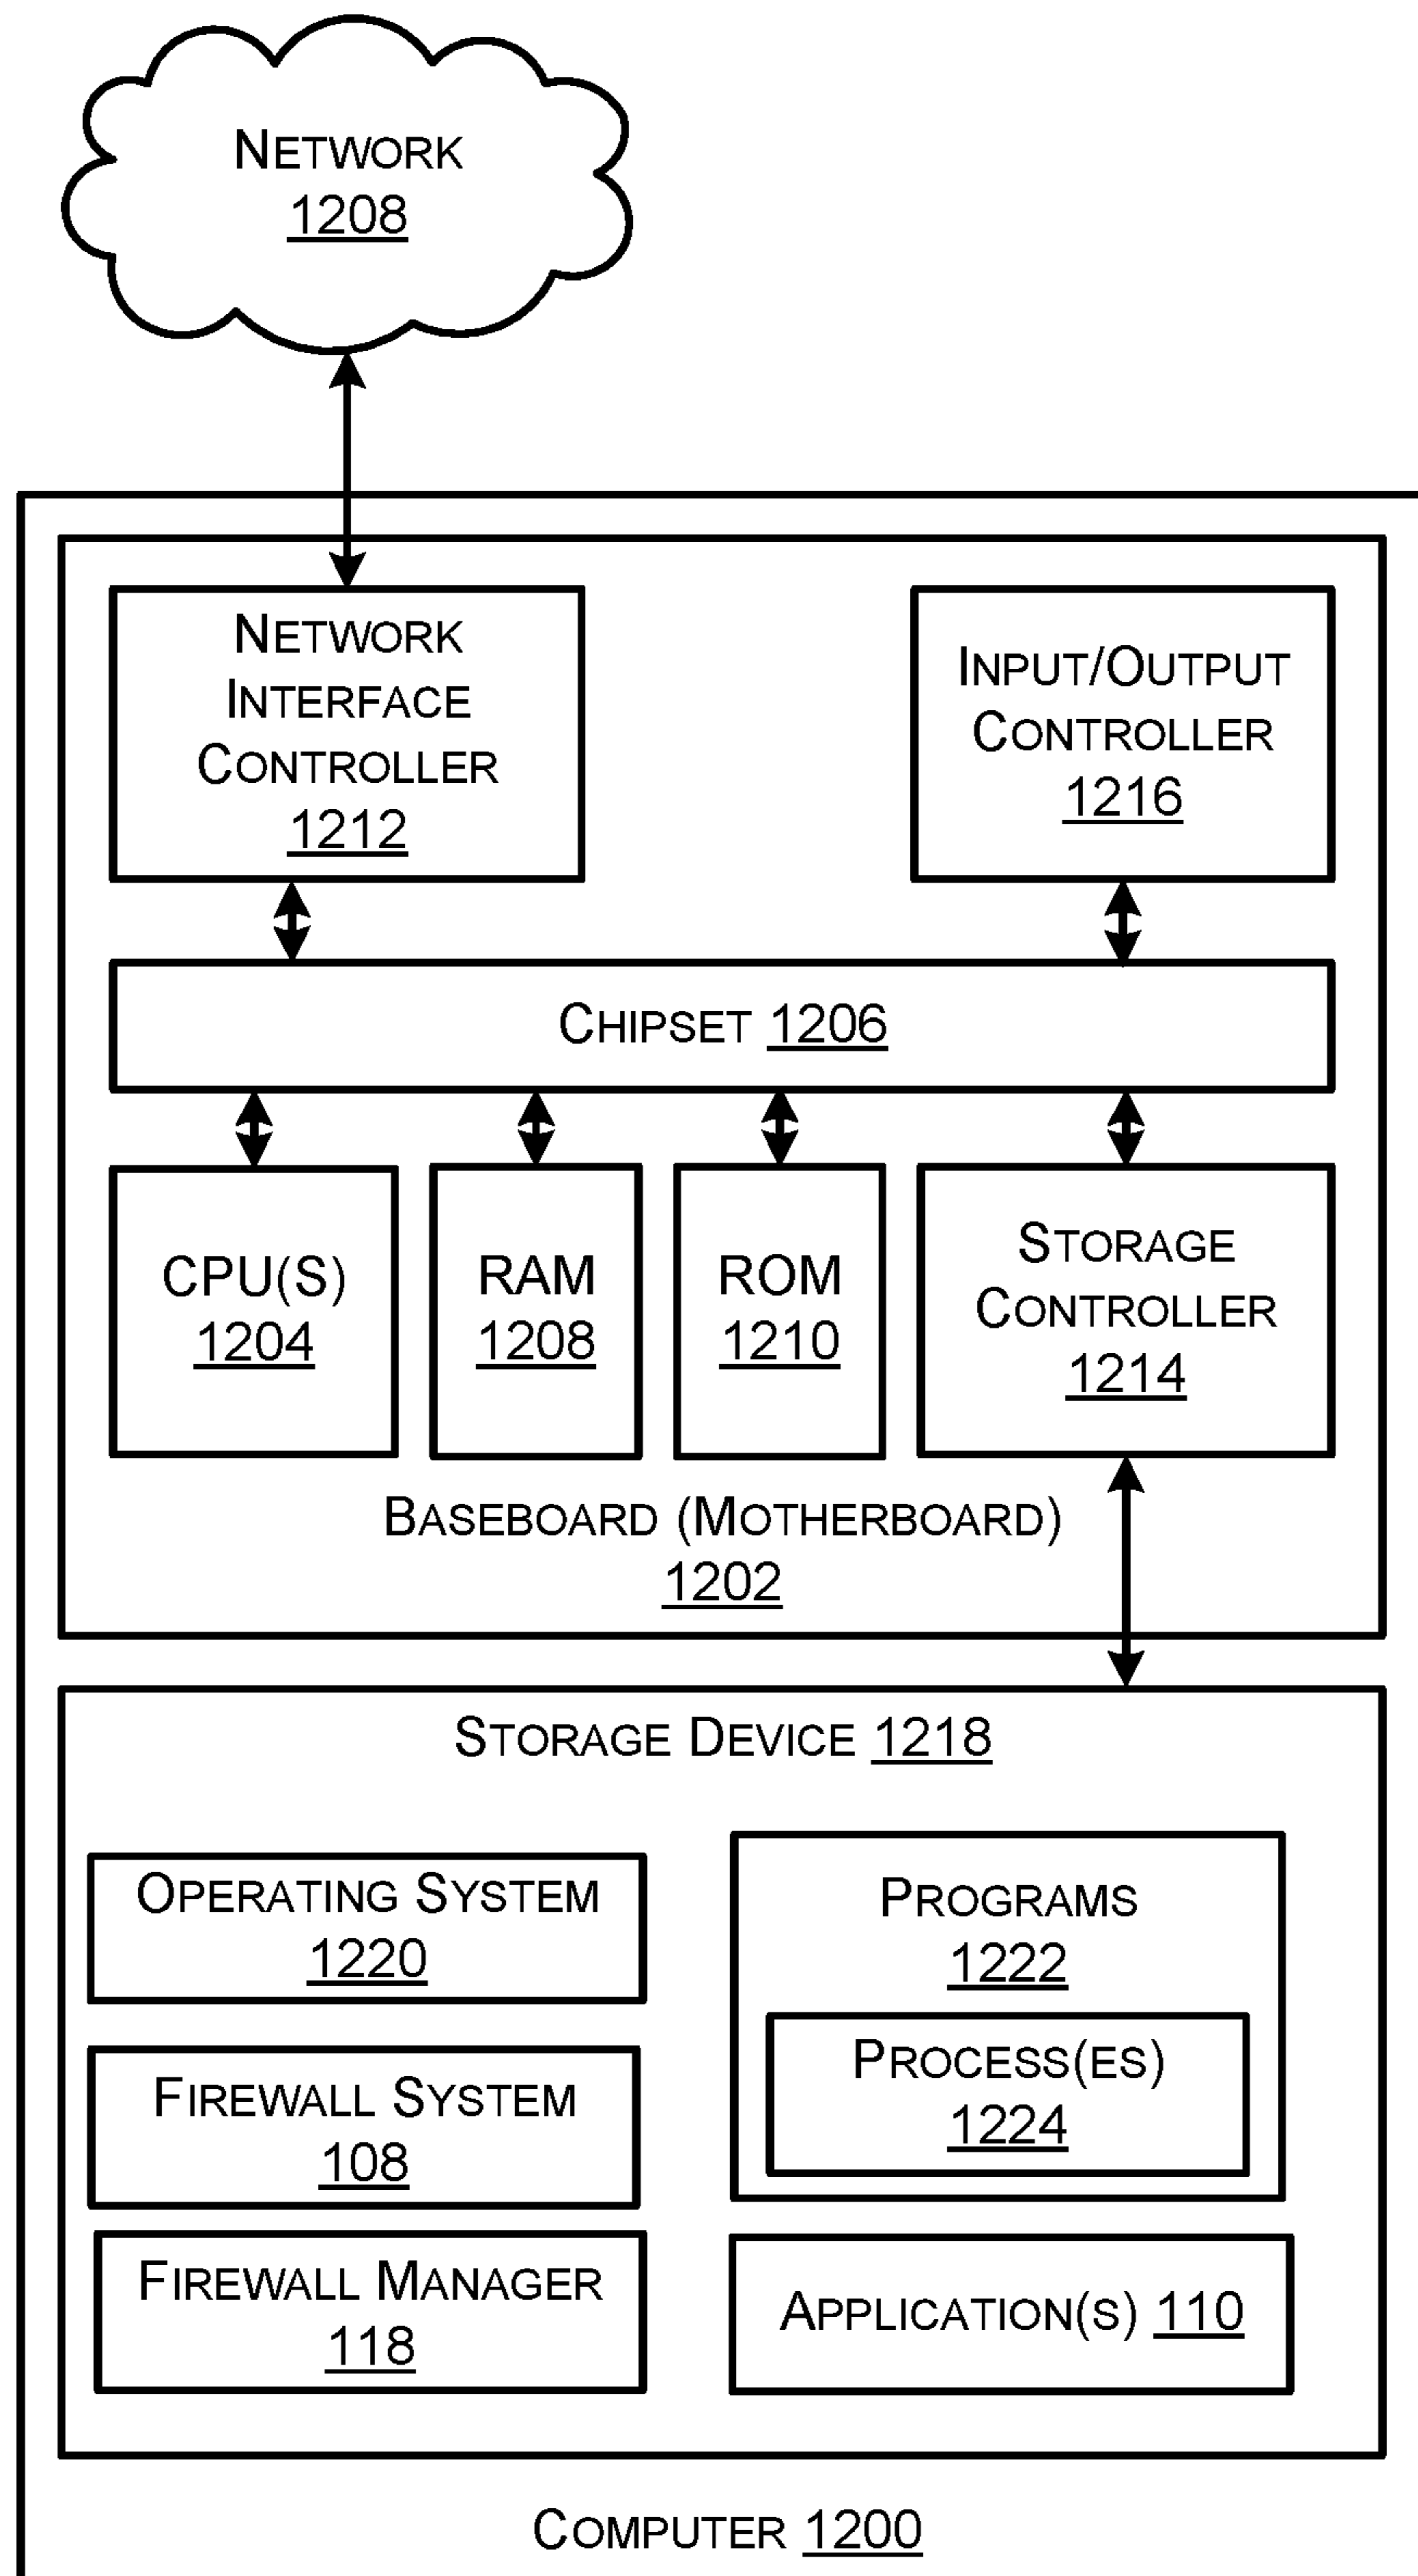 NETWORK
1208
NETWORK
INTERFACE
CONTROLLER
1212
INPUT/OUTPUT
CONTROLLER
1216
CHIPSET 1206
CPU(S)
1204
RAM
1208
ROM
1210
STORAGE
CONTROLLER
1214
BASEBOARD (MOTHERBOARD)
1202
STORAGE DEVICE 1218
OPERATING SYSTEM
1220
FIREWALL SYSTEM
108
FIREWALL MANAGER
118
PROGRAMS
1222
PROCESS(ES)
1224
APPLICATION(S) 110
COMPUTER 1200